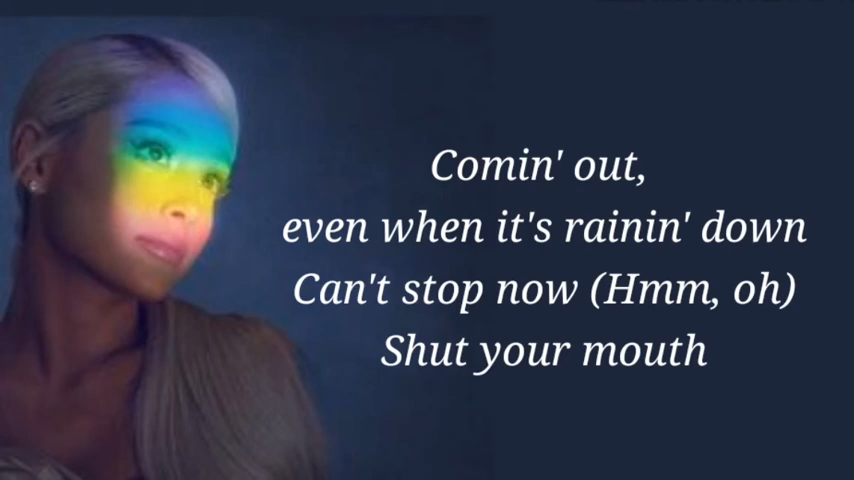 Comin' out,
even when it's rainin' down
Can't stop now (Hmm, oh)
Shut your mouth